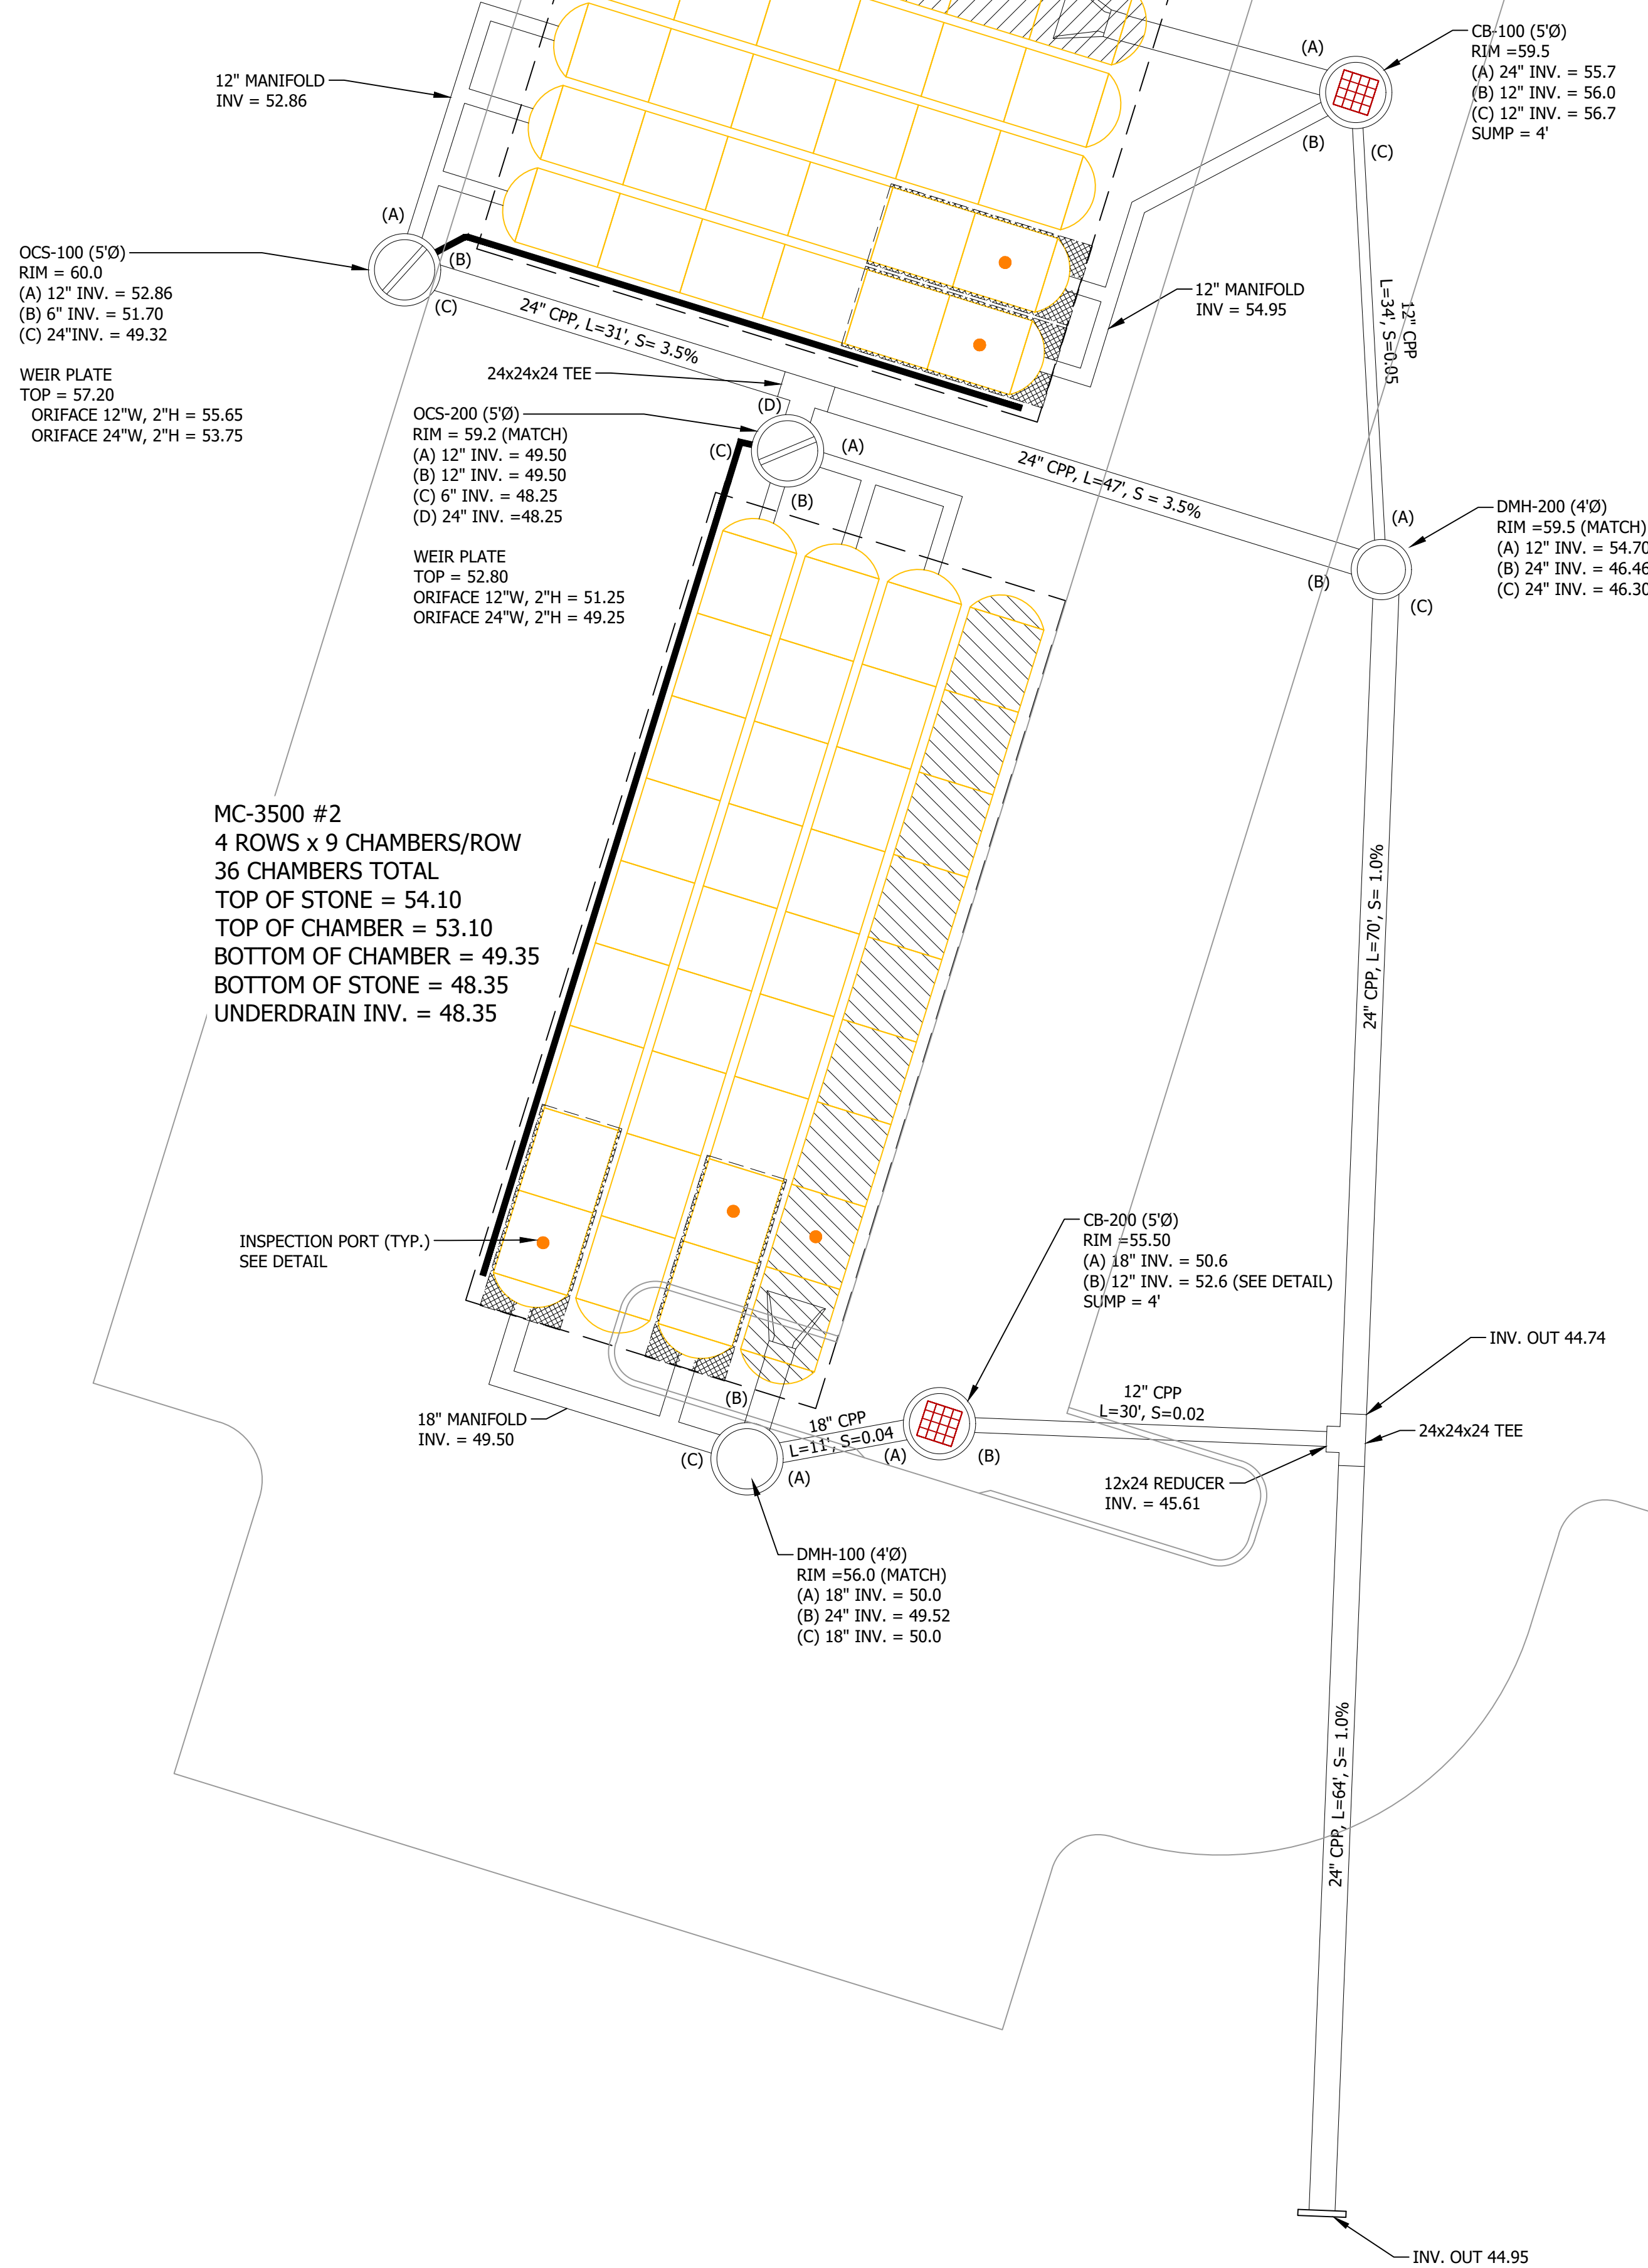 12" MANIFOLD
INV = 52.86
(A)
CB-100 (5'Ø)
RIM =59.5
(A) 24" INV. = 55.7
(B) 12" INV. = 56.0
(C) 12" INV. = 56.7
SUMP = 4'
(B)
(C)
(A)
OCS-100 (5'Ø)
RIM = 60.0
(A) 12" INV. = 52.86
(B) 6" INV. = 51.70
(C) 24"INV. = 49.32
WEIR PLATE
TOP = 57.20
ORIFACE 12"W, 2"H = 55.65
ORIFACE 24"W, 2"H = 53.75
(B)
(C)
24" CPP, L=31', S= 3.5%
12" MANIFOLD
INV = 54.95
12" CPP
L=34', S=0.05
24x24x24 TEE
(D)
OCS-200 (5'Ø)
RIM = 59.2 (MATCH)
(A) 12" INV. = 49.50
(B) 12" INV. = 49.50
(C) 6" INV. = 48.25
(D) 24" INV. =48.25
WEIR PLATE
TOP = 52.80
ORIFACE 12"W, 2"H = 51.25
ORIFACE 24"W, 2"H = 49.25
(C)
(A)
(B)
24" CPP, L=47', S = 3.5%
(A)
(B)
(C)
DMH-200 (4'Ø)
RIM =59.5 (MATCH)
(A) 12" INV. = 54.70
(B) 24" INV. = 46.46
(C) 24" INV. = 46.30
MC-3500 #2
4 ROWS x 9 CHAMBERS/ROW
36 CHAMBERS TOTAL
TOP OF STONE = 54.10
TOP OF CHAMBER = 53.10
BOTTOM OF CHAMBER = 49.35
BOTTOM OF STONE = 48.35
UNDERDRAIN INV. = 48.35
24" CPP, L=70', S= 1.0%
INSPECTION PORT (TYP.)
SEE DETAIL
CB-200 (5'Ø)
RIM =55.50
(A) 18" INV. = 50.6
(B) 12" INV. = 52.6 (SEE DETAIL)
SUMP = 4'
INV. OUT 44.74
(B)
18" MANIFOLD
INV. = 49.50
18" CPP
L=11', S=0.04
12" CPP
L=30', S=0.02
24x24x24 TEE
(C)
(A)
(A)
(B)
12x24 REDUCER
INV. = 45.61
DMH-100 (4'Ø)
RIM =56.0 (MATCH)
(A) 18" INV. = 50.0
(B) 24" INV. = 49.52
(C) 18" INV. = 50.0
24" CPP, L=64', S= 1.0%
INV. OUT 44.95